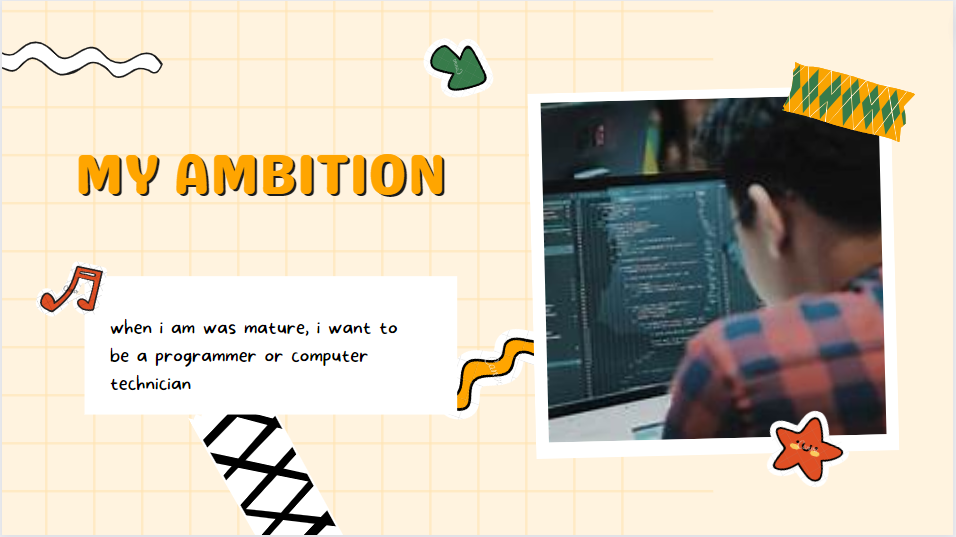 MY AMBITION
when i am was mature, i want to
be a programmer or computer
technician